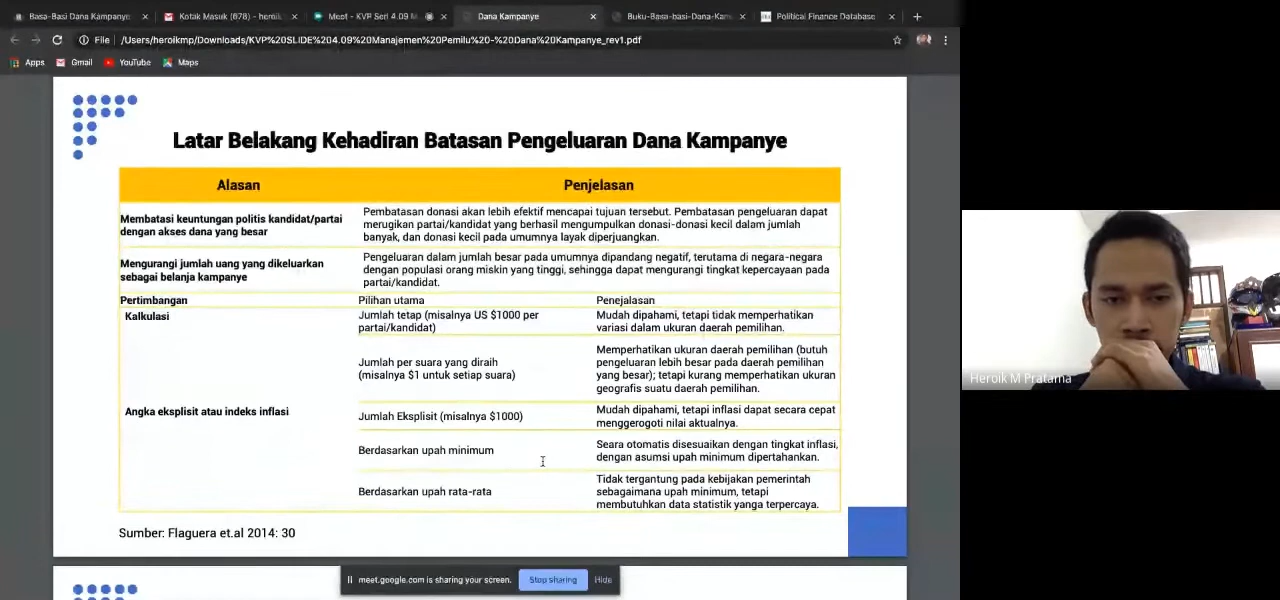 Basa-Basi Dana Kampanye
Kotak Masuk (678) - heroik
Meet - KVP Seri 4.09 M
Dana Kampanye
Buku-Basa-basi-Dana-Kam
Political Finance Database
File
/Users/heroikmp/Downloads/KVP%20SLIDE%204.09%20Manajemen%20Pemilu%20-%20Dana%20Kampanye_rev1.pdf
Apps
Gmail
YouTube
Maps
Latar Belakang Kehadiran Batasan Pengeluaran Dana Kampanye
Alasan
Penjelasan
Membatasi keuntungan politis kandidat/partai
dengan akses dana yang besar
Pembatasan donasi akan lebih efektif mencapai tujuan tersebut. Pembatasan pengeluaran dapat
merugikan partai/kandidat yang berhasil mengumpulkan donasi-donasi kecil dalam jumlah
banyak, dan donasi kecil pada umumnya layak diperjuangkan.
Mengurangi jumlah uang yang dikeluarkan
sebagai belanja kampanye
Pengeluaran dalam jumlah besar pada umumnya dipandang negatif, terutama di negara-negara
dengan populasi orang miskin yang tinggi, sehingga dapat mengurangi tingkat kepercayaan pada
partai/kandidat.
Pertimbangan
Pilihan utama
Penejalasan
Kalkulasi
Jumlah tetap (misalnya US $1000 per
partai/kandidat)
Mudah dipahami, tetapi tidak memperhatikan
variasi dalam ukuran daerah pemilihan.
Jumlah per suara yang diraih
(misalnya $1 untuk setiap suara)
Memperhatikan ukuran daerah pemilihan (butuh
pengeluaran lebih besar pada daerah pemilihan
yang besar); tetapi kurang memperhatikan ukuran
geografis suatu daerah pemilihan.
Angka eksplisit atau indeks inflasi
Jumlah Eksplisit (misalnya $1000)
Mudah dipahami, tetapi inflasi dapat secara cepat
menggerogoti nilai aktualnya.
Berdasarkan upah minimum
Seara otomatis disesuaikan dengan tingkat inflasi,
dengan asumsi upah minimum dipertahankan.
Berdasarkan upah rata-rata
Tidak tergantung pada kebijakan pemerintah
sebagaimana upah minimum, tetapi
membutuhkan data statistik yanga terpercaya.
Sumber: Flaguera et.al 2014: 30
meet.google.com is sharing your screen.
Stop sharing
Hide
Heroik M Pratama